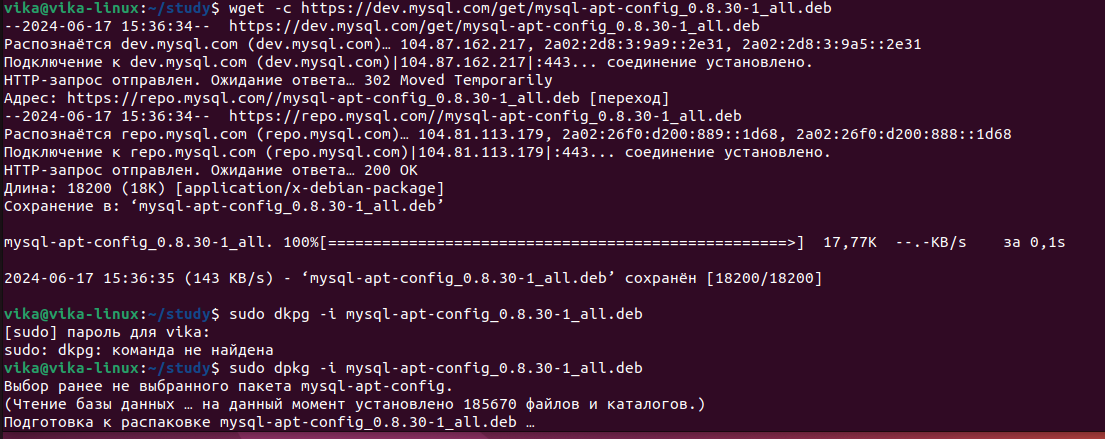 vika@vika-linux:~/study$ wget -c https://dev.mysql.com/get/mysql-apt-config_0.8.30-1_all.deb
--2024-06-17 15:36:34--  https://dev.mysql.com/get/mysql-apt-config_0.8.30-1_all.deb
Распознаётся dev.mysql.com (dev.mysql.com)… 104.87.162.217, 2a02:2d8:3:9a9::2e31, 2a02:2d8:3:9a5::2e31
Подключение к dev.mysql.com (dev.mysql.com)|104.87.162.217|:443... соединение установлено.
HTTP-запрос отправлен. Ожидание ответа… 302 Moved Temporarily
Адрес: https://repo.mysql.com//mysql-apt-config_0.8.30-1_all.deb [переход]
--2024-06-17 15:36:34--  https://repo.mysql.com//mysql-apt-config_0.8.30-1_all.deb
Распознаётся repo.mysql.com (repo.mysql.com)… 104.81.113.179, 2a02:26f0:d200:889::1d68, 2a02:26f0:d200:888::1d68
Подключение к repo.mysql.com (repo.mysql.com)|104.81.113.179|:443... соединение установлено.
HTTP-запрос отправлен. Ожидание ответа… 200 OK
Длина: 18200 (18K) [application/x-debian-package]
Сохранение в: ‘mysql-apt-config_0.8.30-1_all.deb’
mysql-apt-config_0.8.30-1_all. 100%[===================================================>]  17,77K  --.-KB/s    за 0,1s
2024-06-17 15:36:35 (143 KB/s) - ‘mysql-apt-config_0.8.30-1_all.deb’ сохранён [18200/18200]
vika@vika-linux:~/study$ sudo dkpg -i mysql-apt-config_0.8.30-1_all.deb
[sudo] пароль для vika:
sudo: dkpg: команда не найдена
vika@vika-linux:~/study$ sudo dpkg -i mysql-apt-config_0.8.30-1_all.deb
Выбор ранее не выбранного пакета mysql-apt-config.
(Чтение базы данных … на данный момент установлено 185670 файлов и каталогов.)
Подготовка к распаковке mysql-apt-config_0.8.30-1_all.deb …